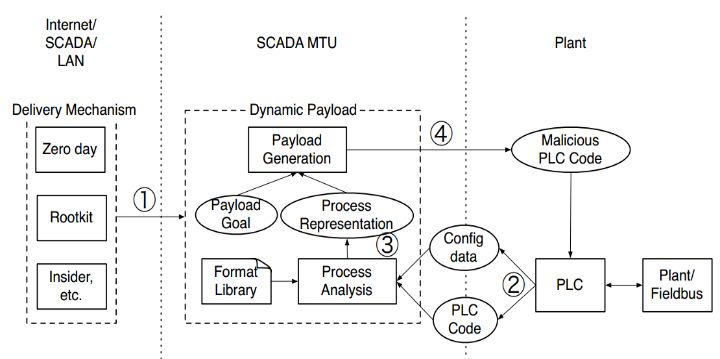 Internet/
SCADA/
LAN
SCADA MTU
Plant
Delivery Mechanism
Dynamic Payload
Zero day
Rootkit
Insider,
etc.
①
Payload
Generation
④
Malicious
PLC Code
Payload
Goal
Process
Representation
③
Format
Library
Process
Analysis
Config
data
②
PLC
Code
PLC
Plant/
Fieldbus